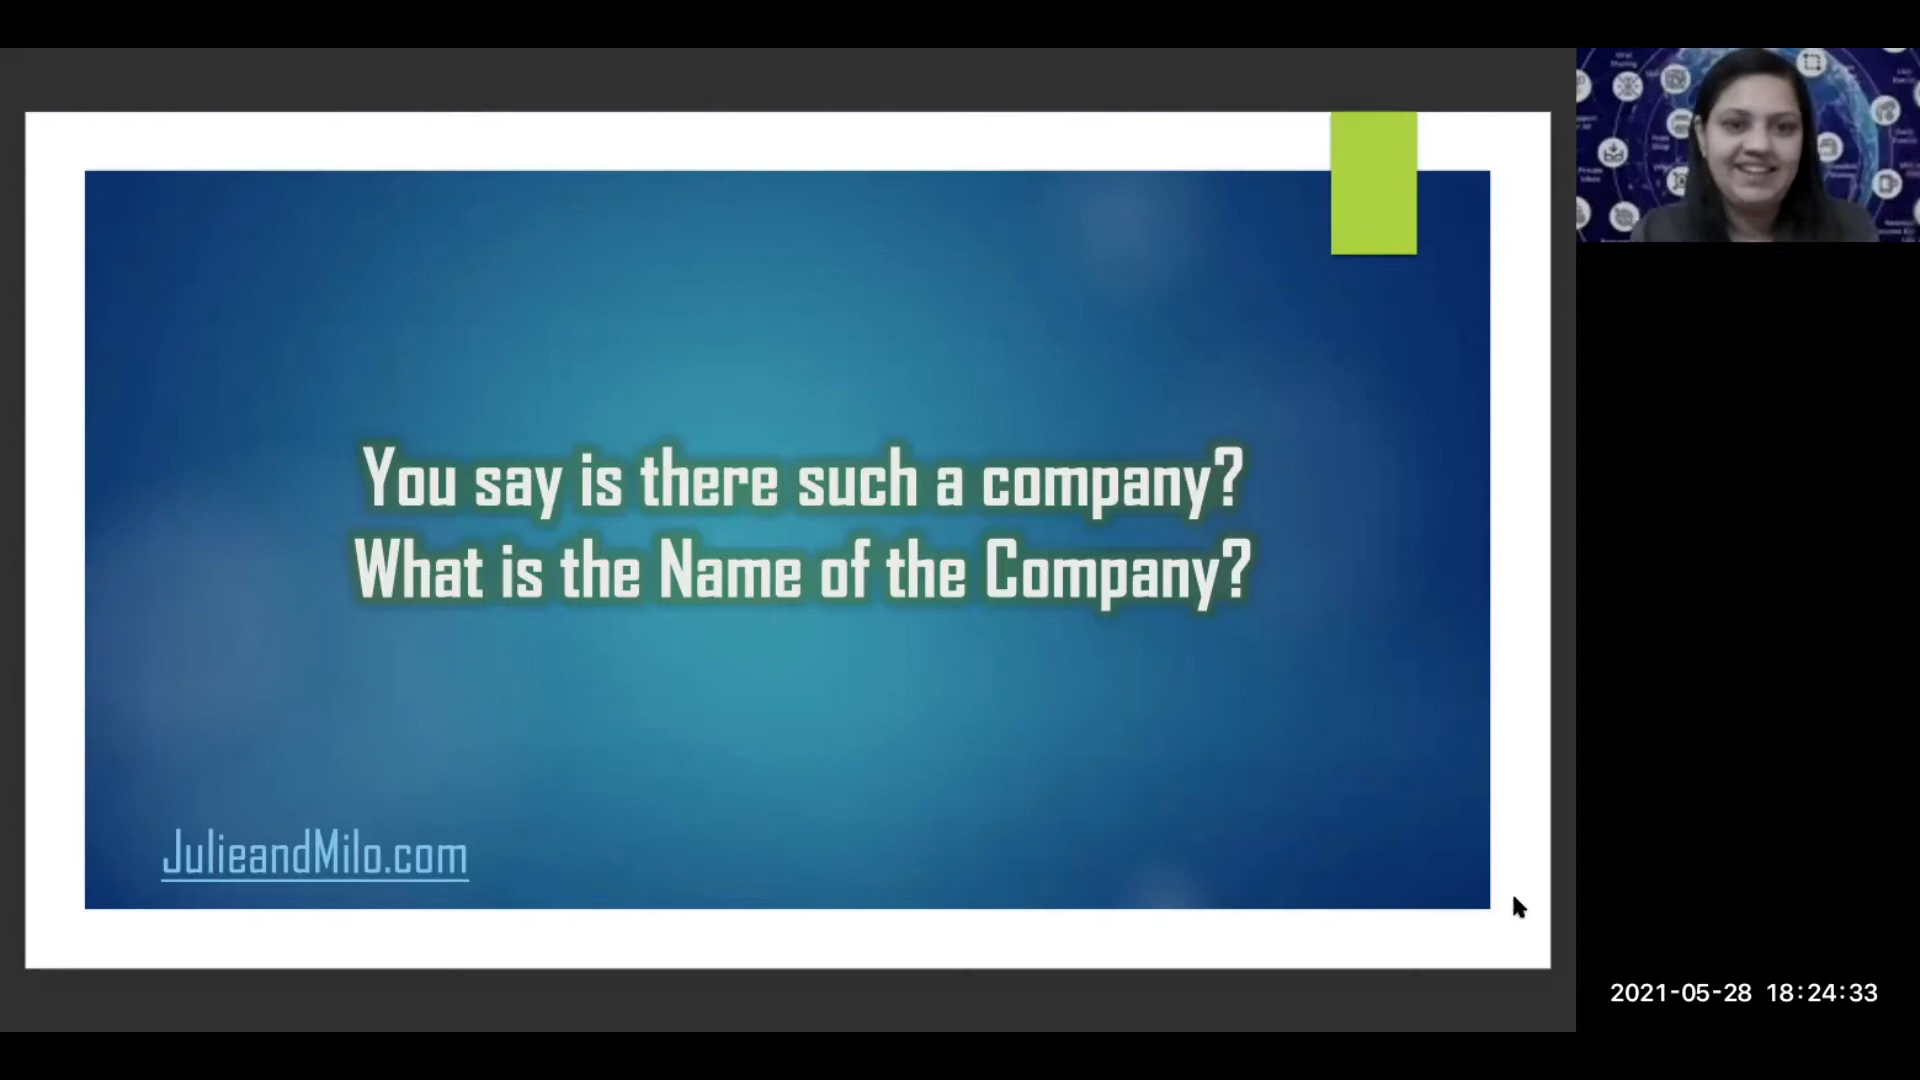 You say is there such a company?
What is the Name of the Company?
JulieandMilo.com
2021-05-28 18:24:33